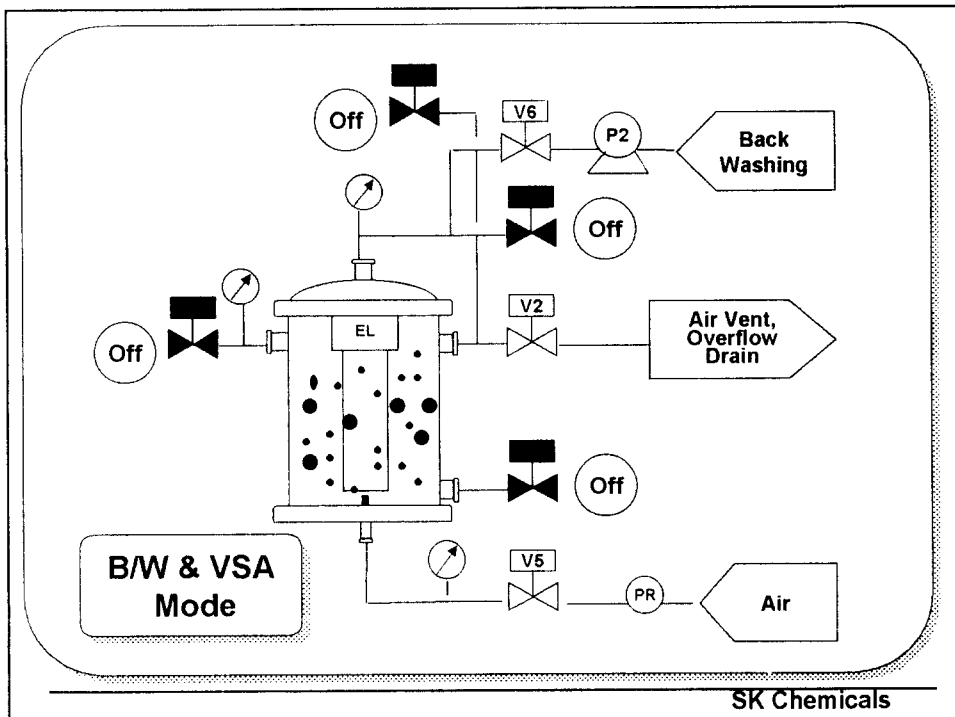 Off
V6
P2
Back
Washing
Off
V2
Air Vent,
Overflow
Drain
Off
EL
Off
B/W & VSA
Mode
V5
PR
Air
SK Chemicals